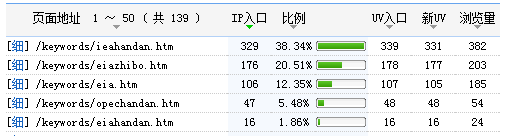 页面地址 1 ～ 50 ( 共 139 ) IP入口 比例 UV入口 新UV 浏览量
[细] /keywords/ieahandan.htm 329 38.34% 339 331 382
[细] /keywords/eiazhibo.htm 176 20.51% 178 177 203
[细] /keywords/eia.htm 106 12.35% 107 105 185
[细] /keywords/opechandan.htm 47 5.48% 48 48 54
[细] /keywords/eiahandan.htm 16 1.86% 16 16 24